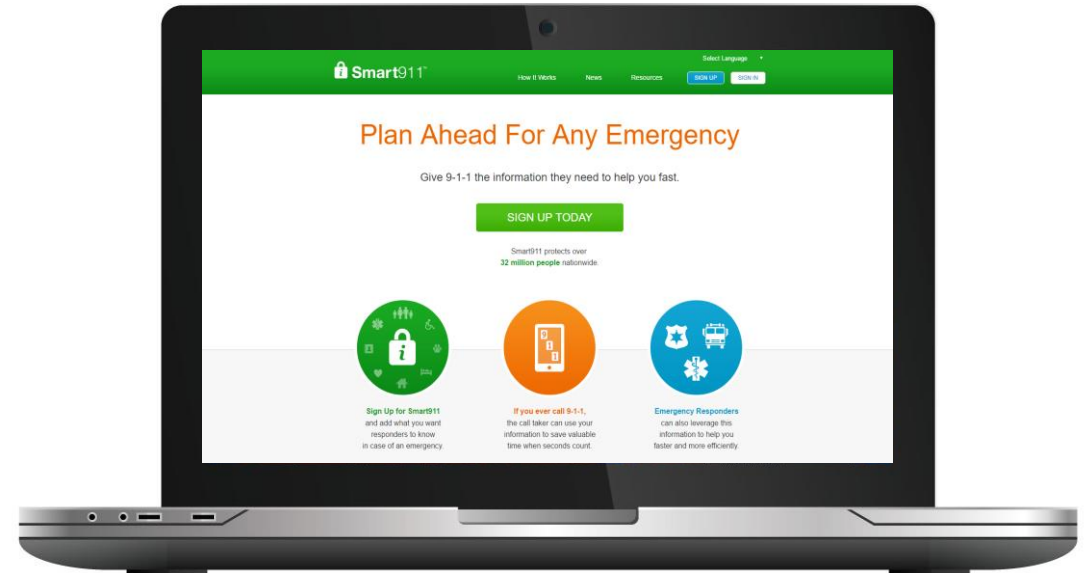 Select Language
Smart911™
How It Works News Resources SIGN UP SIGN IN
Plan Ahead For Any Emergency
Give 9-1-1 the information they need to help you fast.
SIGN UP TODAY
Smart911 protects over
32 million people nationwide.
i
9
1
1
Sign Up for Smart911
and add what you want
responders to know
in case of an emergency.
If you ever call 9-1-1,
the call taker can use your
information to save valuable
time when seconds count.
Emergency Responders
can also leverage this
information to help you
faster and more efficiently.